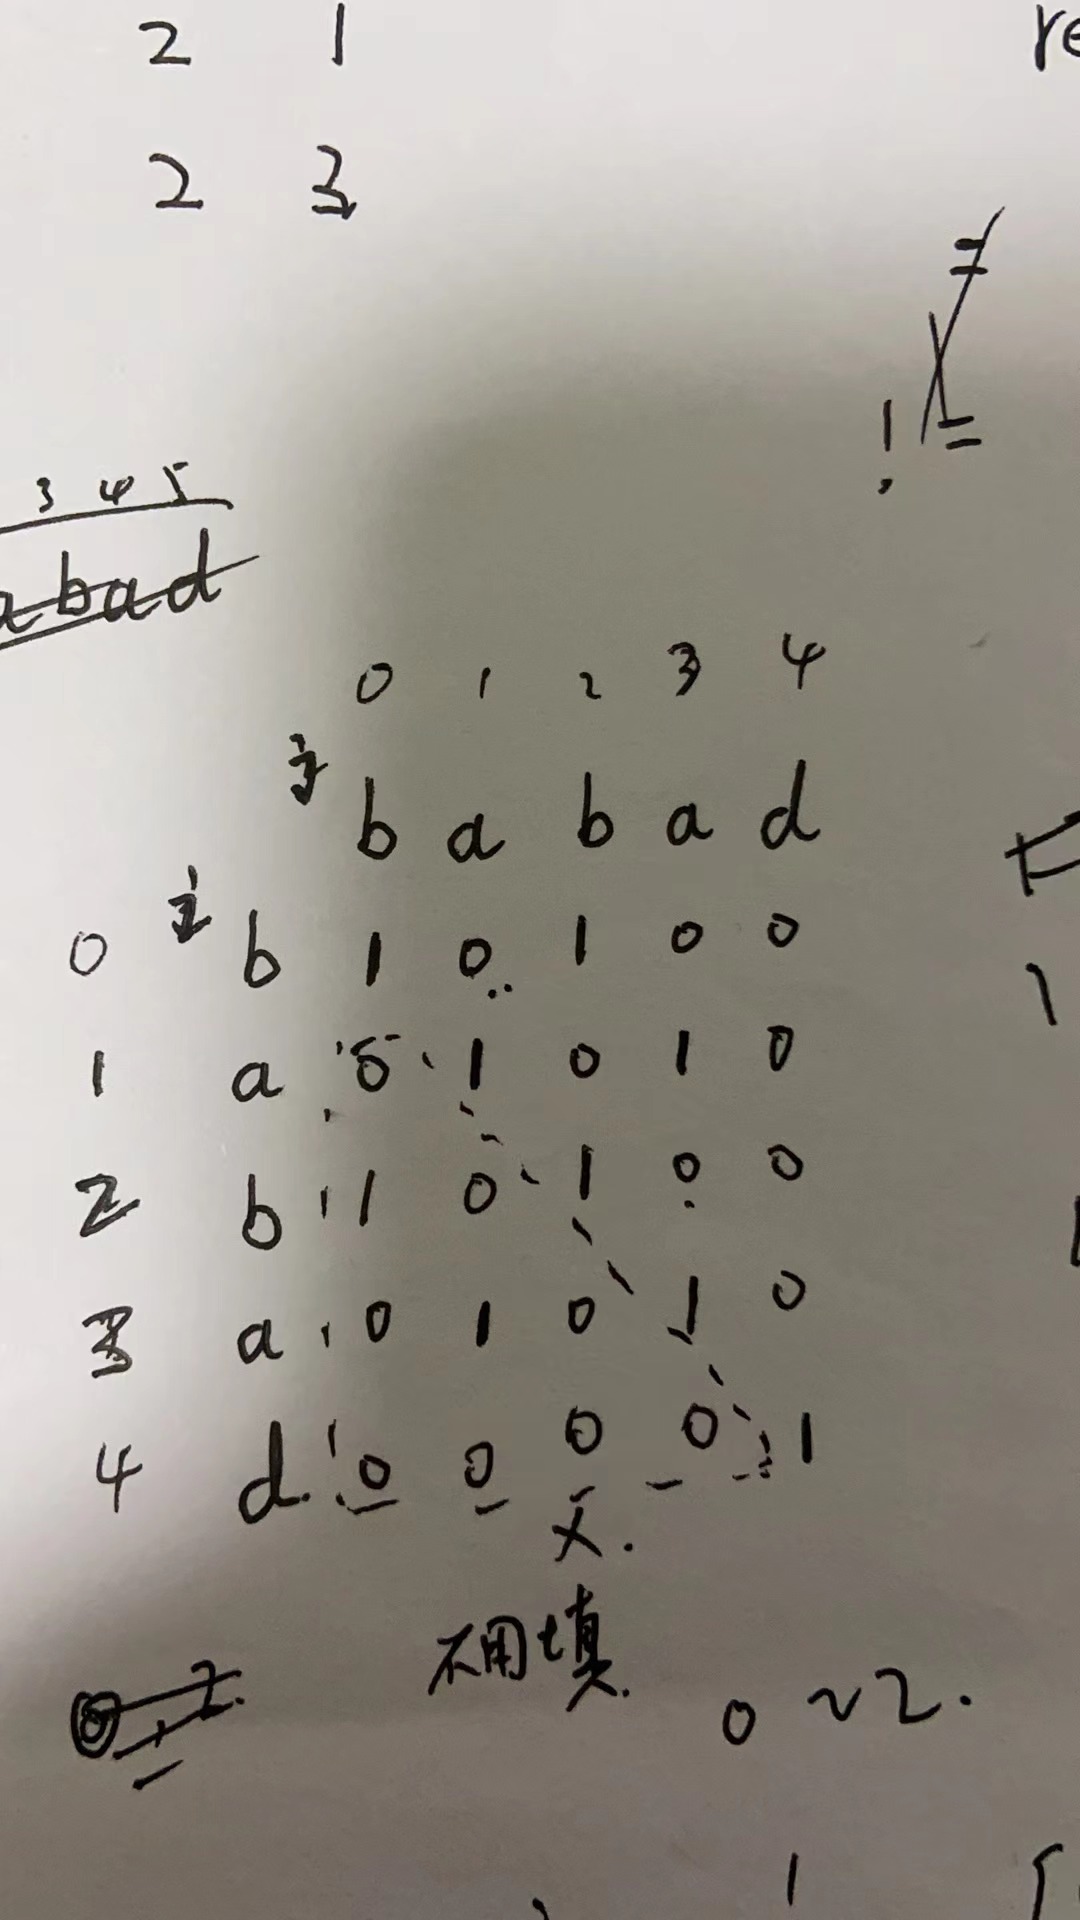 2 1
re
2 3
3 4 5
abad
0 1 2 3 4
j
b a b a d
i
0 b 1 0 1 0 0
1 a 0 1 0 1 0
2 b 1 0 1 0 0
3 a 0 1 0 1 0
4 d 0 0 0 0 1
不用填.
0 ~ 2.
1